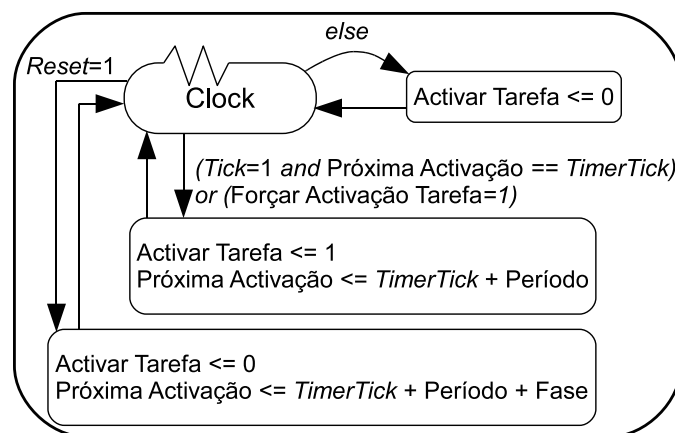 else
Reset=1
Clock
Activar Tarefa <= 0
(Tick=1 and Próxima Activação == TimerTick)
or (Forçar Activação Tarefa=1)
Activar Tarefa <= 1
Próxima Activação <= TimerTick + Período
Activar Tarefa <= 0
Próxima Activação <= TimerTick + Período + Fase